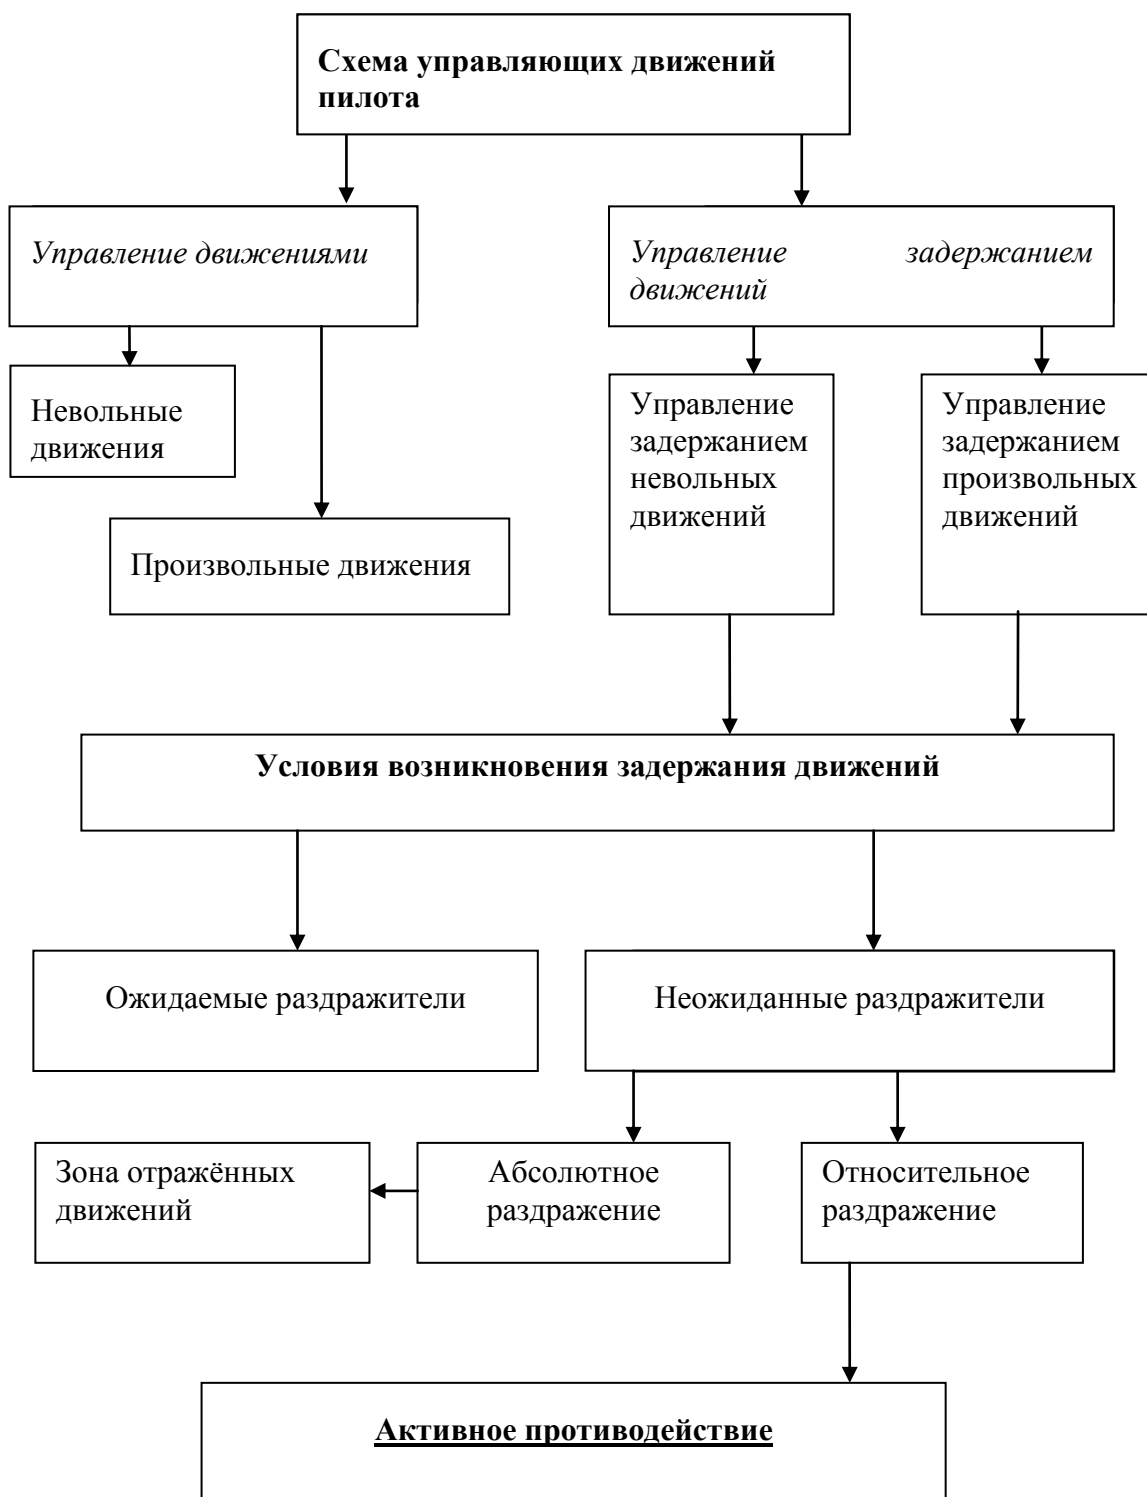 Схема управляющих движений
пилота
Управление движениями
Управление задержанием
движений
Невольные
движения
Произвольные движения
Управление
задержанием
невольных
движений
Управление
задержанием
произвольных
движений
Условия возникновения задержания движений
Ожидаемые раздражители
Неожиданные раздражители
Зона отражённых
движений
Абсолютное
раздражение
Относительное
раздражение
Активное противодействие